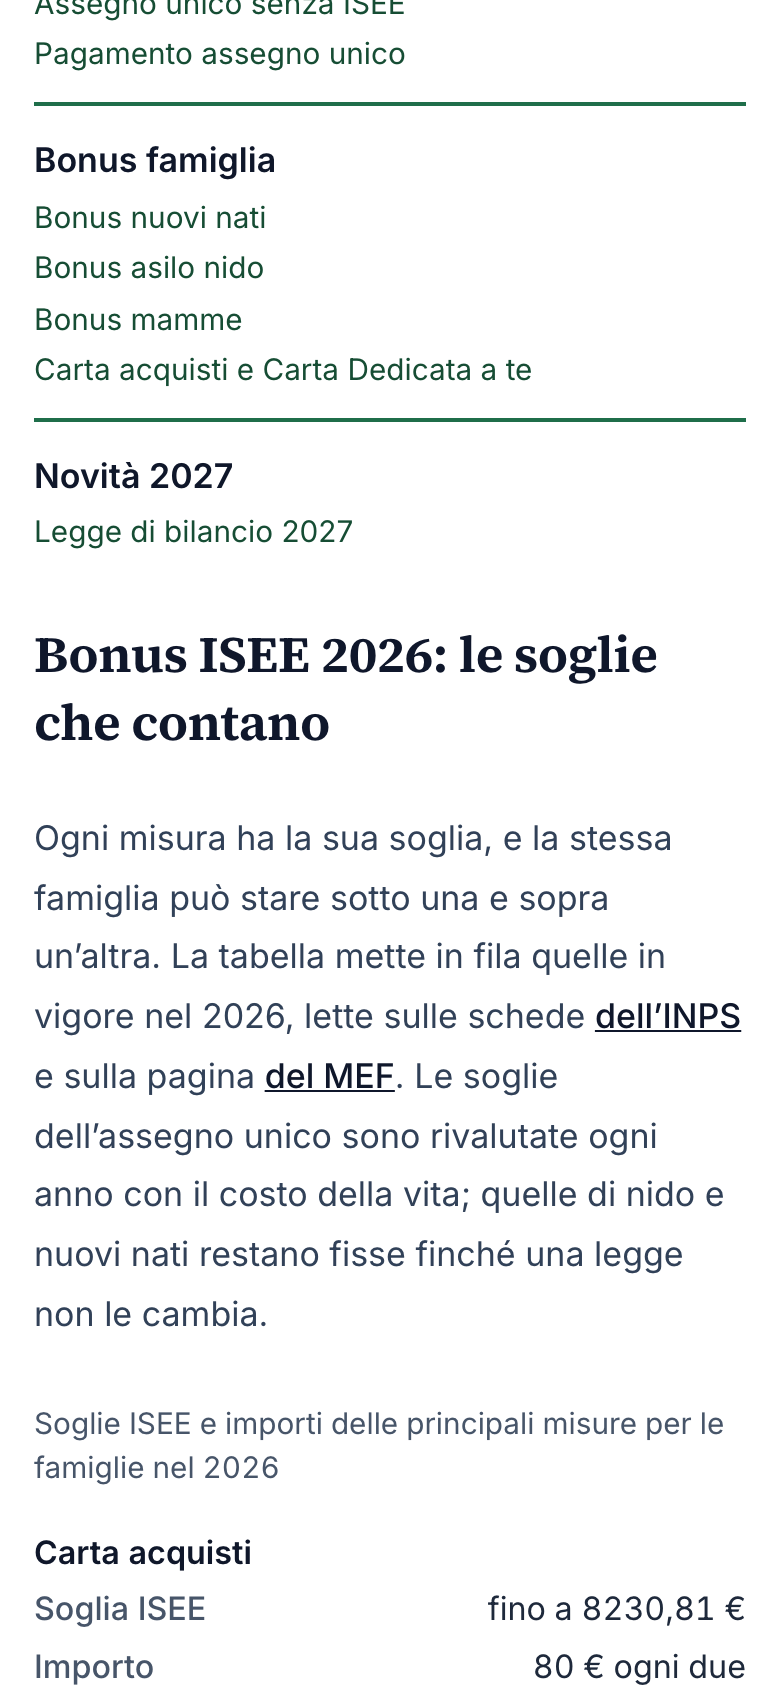 Assegno unico senza ISEE
Pagamento assegno unico
Bonus famiglia
Bonus nuovi nati
Bonus asilo nido
Bonus mamme
Carta acquisti e Carta Dedicata a te
Novità 2027
Legge di bilancio 2027
Bonus ISEE 2026: le soglie
che contano
Ogni misura ha la sua soglia, e la stessa
famiglia può stare sotto una e sopra
un’altra. La tabella mette in fila quelle in
vigore nel 2026, lette sulle schede dell’INPS
e sulla pagina del MEF. Le soglie
dell’assegno unico sono rivalutate ogni
anno con il costo della vita; quelle di nido e
nuovi nati restano fisse finché una legge
non le cambia.
Soglie ISEE e importi delle principali misure per le
famiglie nel 2026
Carta acquisti
Soglia ISEE fino a 8230,81 €
Importo 80 € ogni due